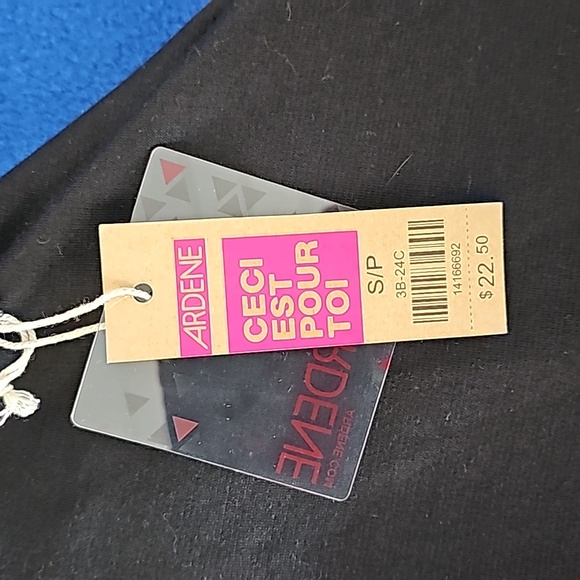 ARDENE
CECI
EST
POUR
TOI
S/P
3B-24C
14166692
$22.50
ARDENE
ARDENE.COM